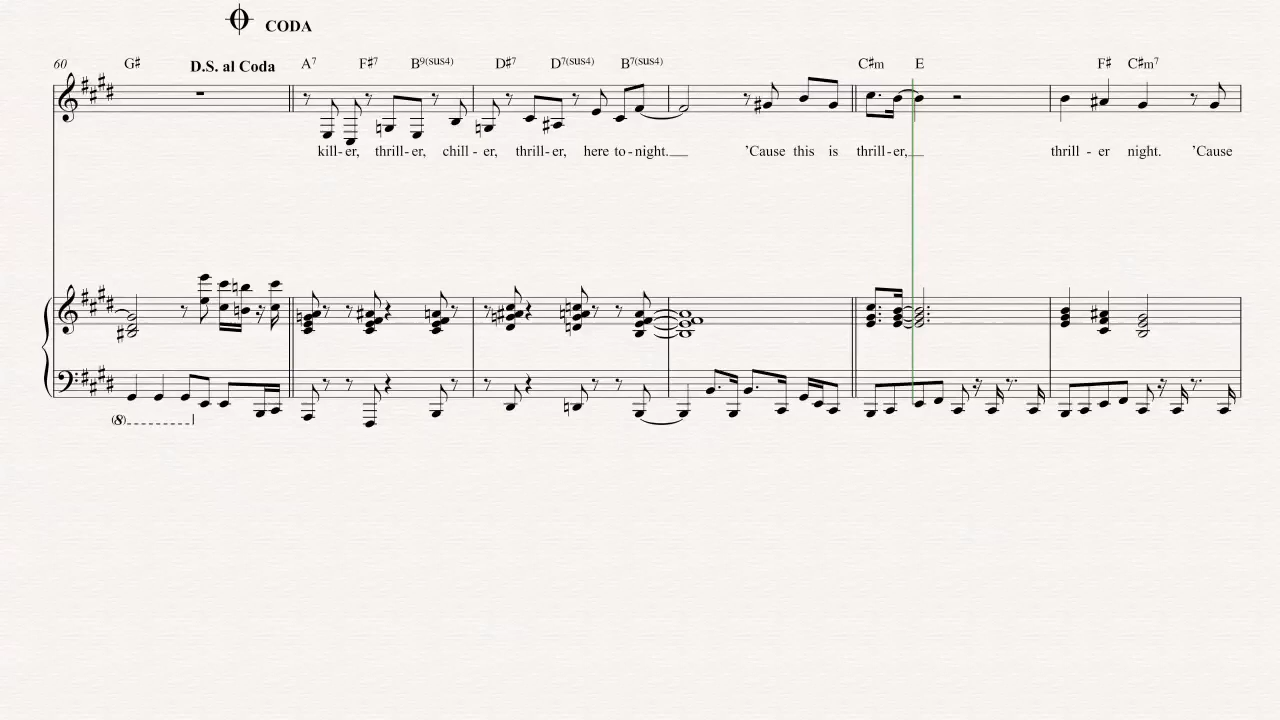 CODA
60 G♯ D.S. al Coda A7 F♯7 B9(sus4) D♯7 D7(sus4) B7(sus4) C♯m E F♯ C♯m7
kill-er, thrill-er, chill-er, thrill-er, here to-night. ’Cause this is thrill-er, thrill-er night. ’Cause
(8)